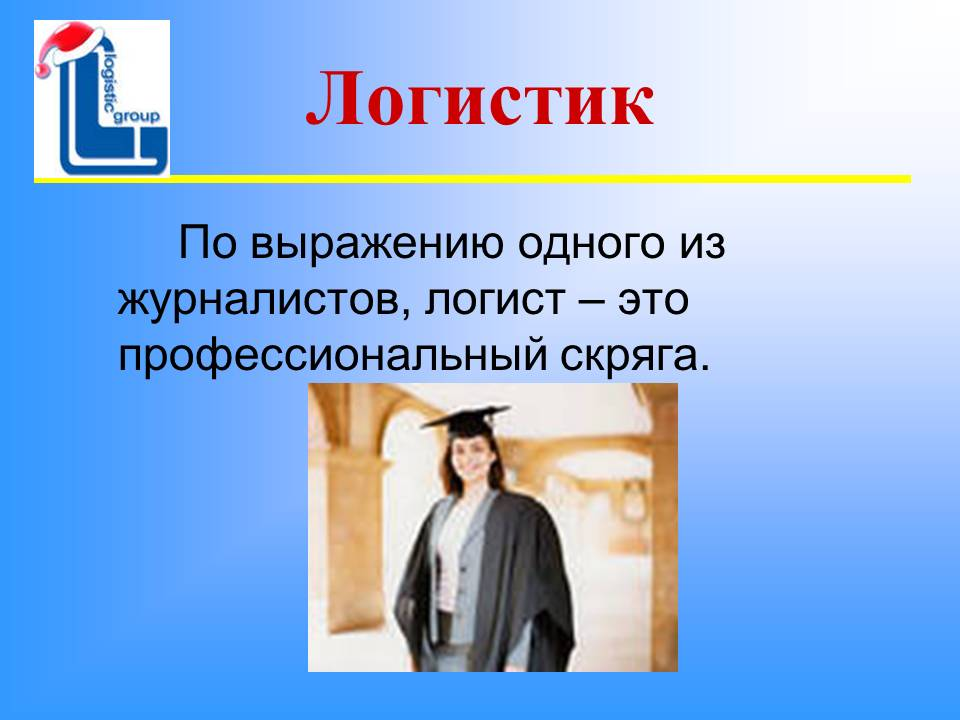 logistic
group
Логистик
По выражению одного из
журналистов, логист – это
профессиональный скряга.